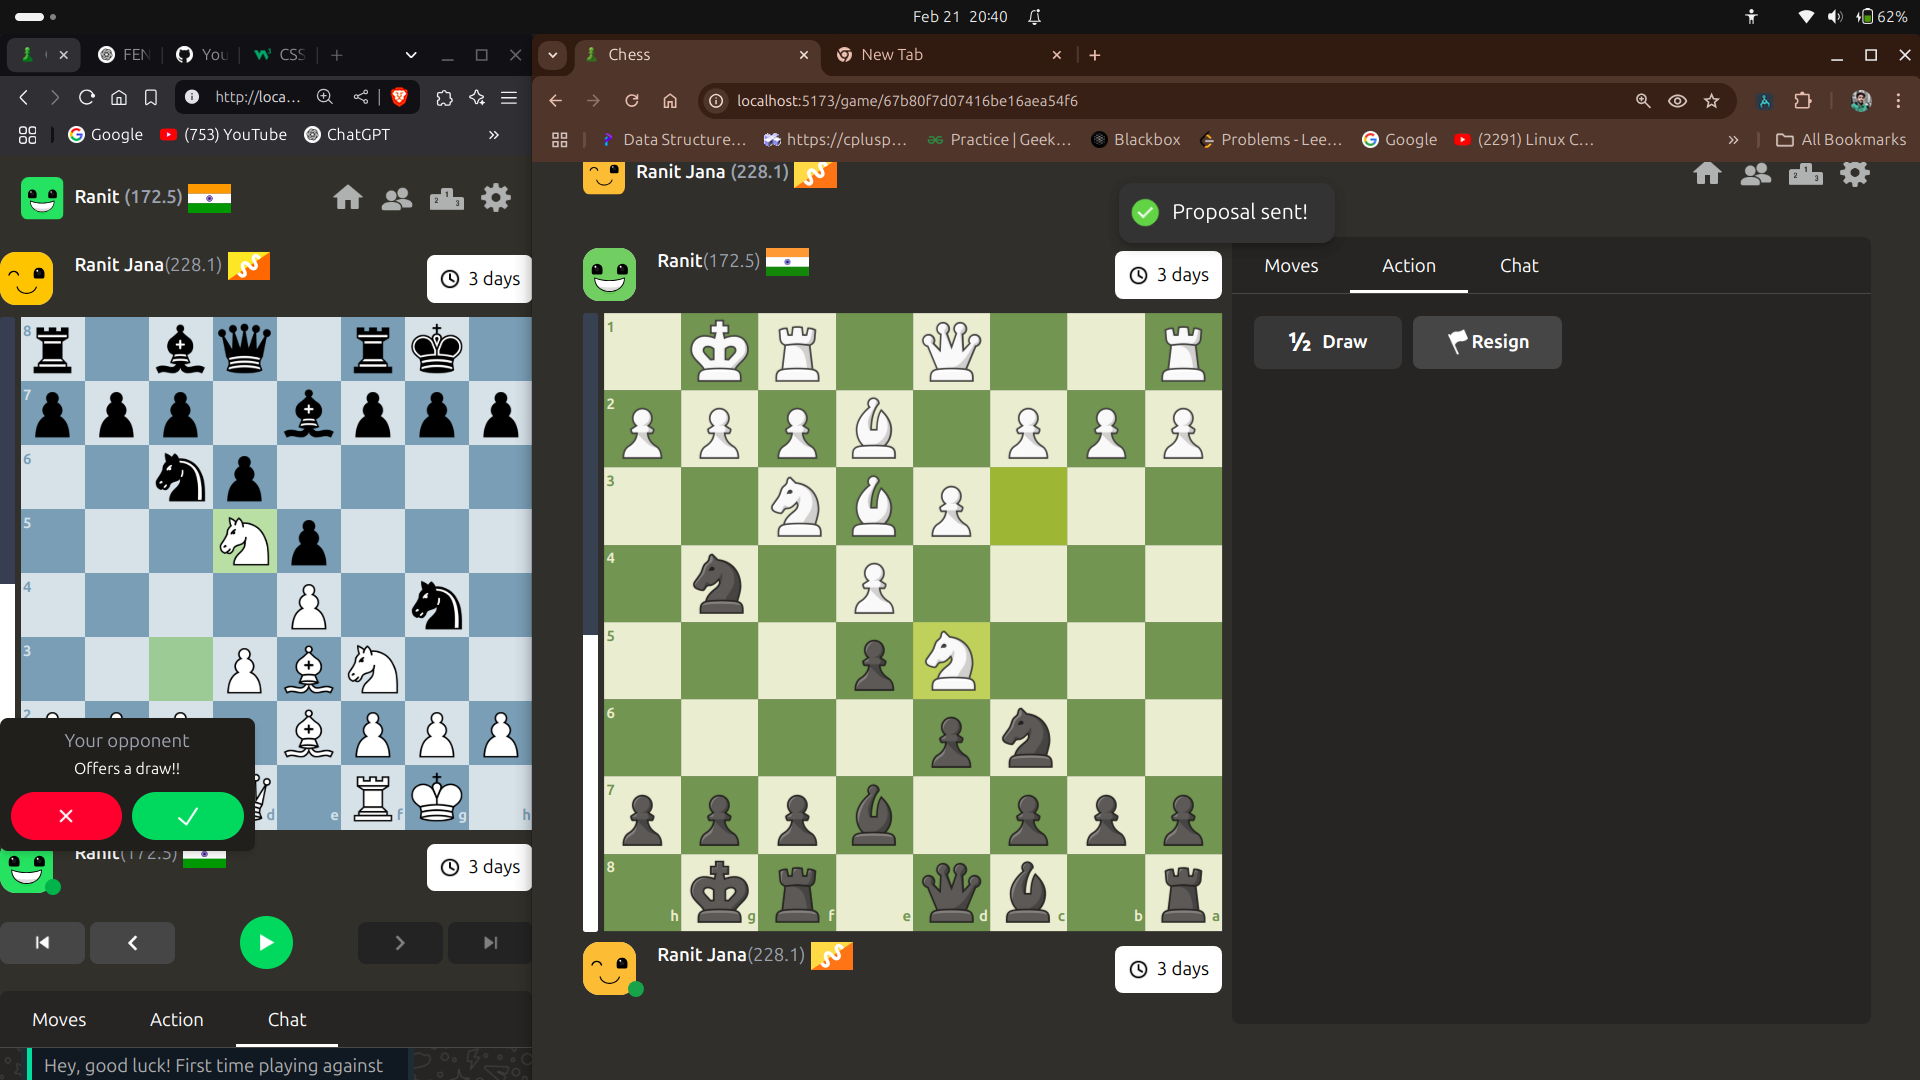 Feb 21 20:40
62%
FEN
You
CSS
http://loca...
Google
(753) YouTube
ChatGPT
»
Ranit (172.5)
Ranit Jana(228.1)
3 days
8
7
6
5
4
3
2
d
e
f
g
h
Your opponent
Offers a draw!!
Ranit(172.5)
3 days
Moves
Action
Chat
Hey, good luck! First time playing against
Chess
New Tab
localhost:5173/game/67b80f7d07416be16aea54f6
Data Structure...
https://cplusp...
Practice | Geek...
Blackbox
Problems - Lee...
Google
(2291) Linux C...
»
All Bookmarks
Ranit Jana (228.1)
Proposal sent!
Ranit(172.5)
3 days
Moves
Action
Chat
½ Draw
Resign
1
2
3
4
5
6
7
8
h
g
f
e
d
c
b
a
Ranit Jana(228.1)
3 days